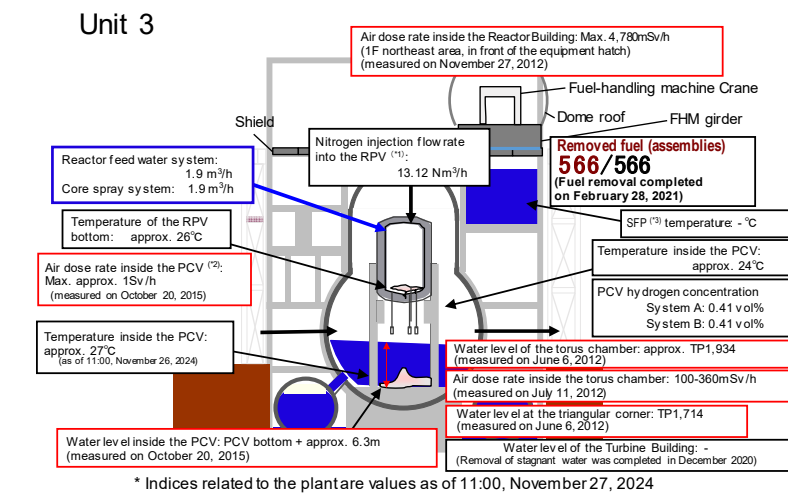 Unit 3
Air dose rate inside the Reactor Building: Max. 4,780mSv/h
(1F northeast area, in front of the equipment hatch)
(measured on November 27, 2012)
Fuel-handling machine Crane
Dome roof
FHM girder
Shield
Nitrogen injection flow rate
into the RPV (*1):
13.12 Nm³/h
Removed fuel (assemblies)
566/566
(Fuel removal completed
on February 28, 2021)
Reactor feed water system:
1.9 m³/h
Core spray system: 1.9 m³/h
Temperature of the RPV
bottom: approx. 26℃
SFP (*3) temperature: - ℃
Air dose rate inside the PCV (*2):
Max. approx. 1Sv/h
(measured on October 20, 2015)
Temperature inside the PCV:
approx. 24℃
PCV hydrogen concentration
System A: 0.41 vol%
System B: 0.41 vol%
Temperature inside the PCV:
approx. 27℃
(as of 11:00, November 26, 2024)
Water level of the torus chamber: approx. TP1,934
(measured on June 6, 2012)
Air dose rate inside the torus chamber: 100-360mSv/h
(measured on July 11, 2012)
Water level at the triangular corner: TP1,714
(measured on June 6, 2012)
Water level inside the PCV: PCV bottom + approx. 6.3m
(measured on October 20, 2015)
Water level of the Turbine Building: -
(Removal of stagnant water was completed in December 2020)
* Indices related to the plant are values as of 11:00, November 27, 2024